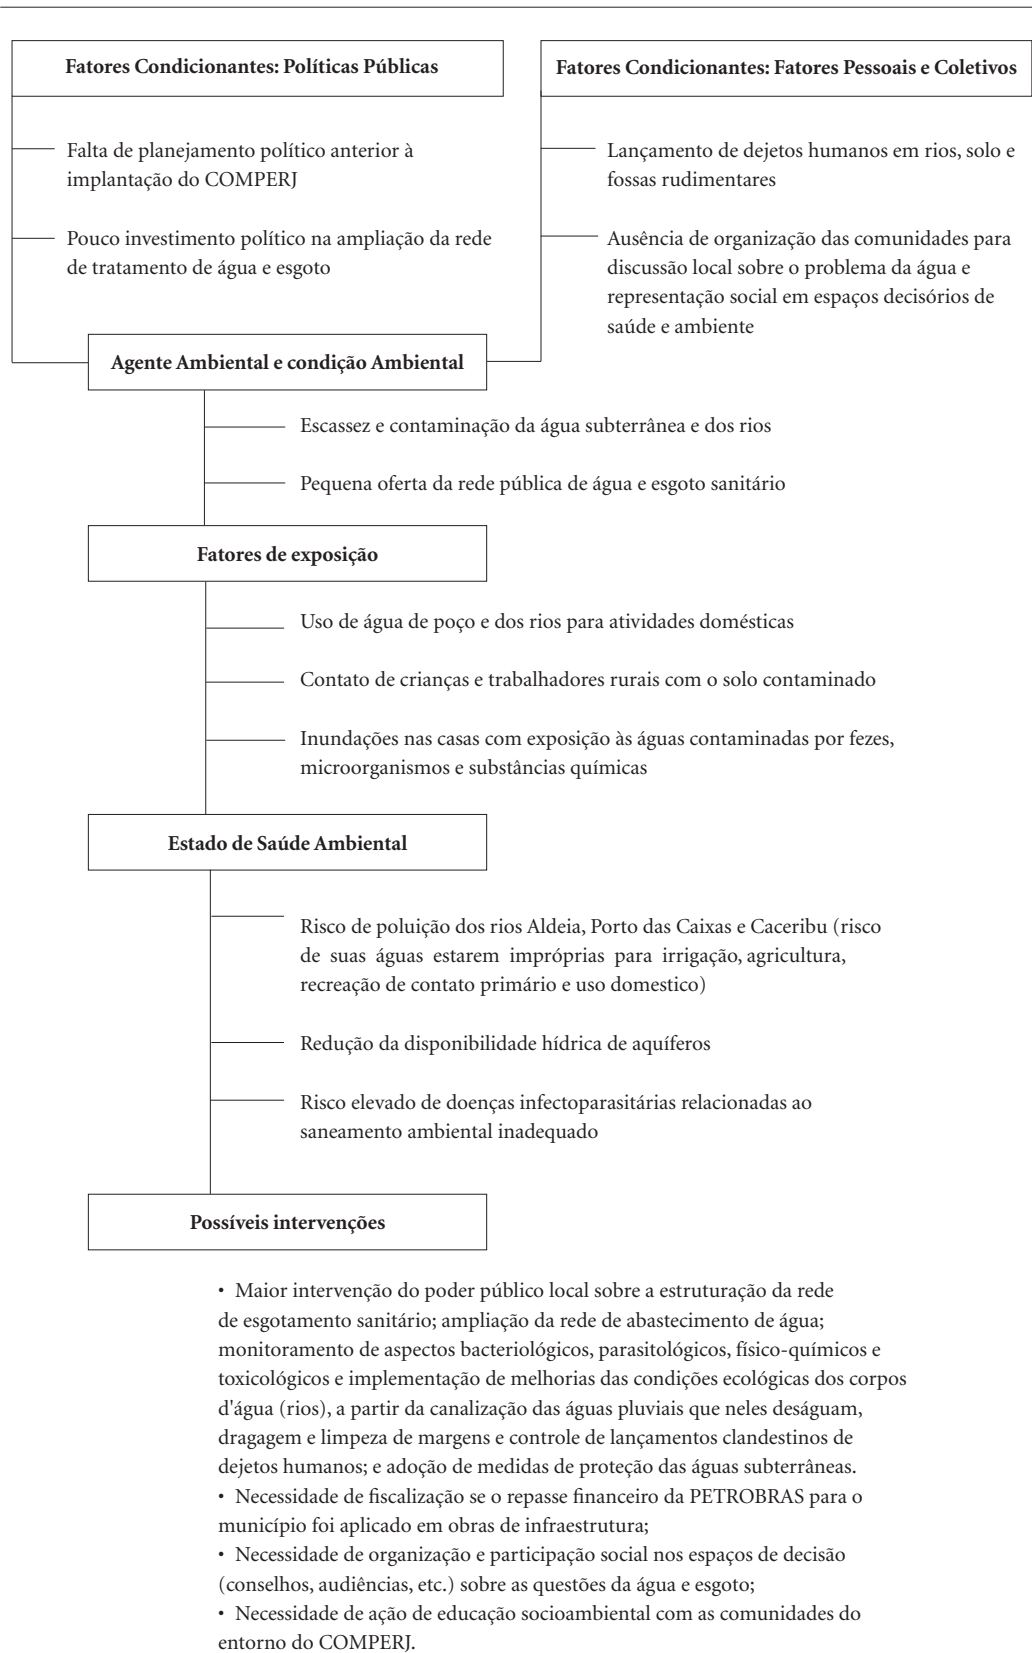 Fatores Condicionantes: Políticas Públicas
Falta de planejamento político anterior à
implantação do COMPERJ
Pouco investimento político na ampliação da rede
de tratamento de água e esgoto
Fatores Condicionantes: Fatores Pessoais e Coletivos
Lançamento de dejetos humanos em rios, solo e
fossas rudimentares
Ausência de organização das comunidades para
discussão local sobre o problema da água e
representação social em espaços decisórios de
saúde e ambiente
Agente Ambiental e condição Ambiental
Escassez e contaminação da água subterrânea e dos rios
Pequena oferta da rede pública de água e esgoto sanitário
Fatores de exposição
Uso de água de poço e dos rios para atividades domésticas
Contato de crianças e trabalhadores rurais com o solo contaminado
Inundações nas casas com exposição às águas contaminadas por fezes,
microorganismos e substâncias químicas
Estado de Saúde Ambiental
Risco de poluição dos rios Aldeia, Porto das Caixas e Caceribu (risco
de suas águas estarem impróprias para irrigação, agricultura,
recreação de contato primário e uso domestico)
Redução da disponibilidade hídrica de aquíferos
Risco elevado de doenças infectoparasitárias relacionadas ao
saneamento ambiental inadequado
Possíveis intervenções
• Maior intervenção do poder público local sobre a estruturação da rede
de esgotamento sanitário; ampliação da rede de abastecimento de água;
monitoramento de aspectos bacteriológicos, parasitológicos, físico-químicos e
toxicológicos e implementação de melhorias das condições ecológicas dos corpos
d'água (rios), a partir da canalização das águas pluviais que neles deságuam,
dragagem e limpeza de margens e controle de lançamentos clandestinos de
dejetos humanos; e adoção de medidas de proteção das águas subterrâneas.
• Necessidade de fiscalização se o repasse financeiro da PETROBRAS para o
município foi aplicado em obras de infraestrutura;
• Necessidade de organização e participação social nos espaços de decisão
(conselhos, audiências, etc.) sobre as questões da água e esgoto;
• Necessidade de ação de educação socioambiental com as comunidades do
entorno do COMPERJ.